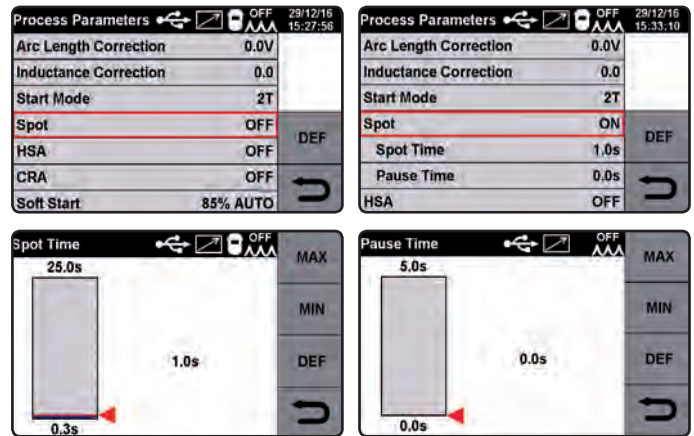 Process Parameters OFF 29/12/16 15:27:56
Arc Length Correction 0.0V
Inductance Correction 0.0
Start Mode 2T
Spot OFF
HSA OFF
CRA OFF
Soft Start 85% AUTO
DEF
Process Parameters OFF 29/12/16 15:33:10
Arc Length Correction 0.0V
Inductance Correction 0.0
Start Mode 2T
Spot ON
Spot Time 1.0s
Pause Time 0.0s
HSA OFF
DEF
Spot Time OFF
25.0s
1.0s
0.3s
MAX
MIN
DEF
Pause Time OFF
5.0s
0.0s
0.0s
MAX
MIN
DEF